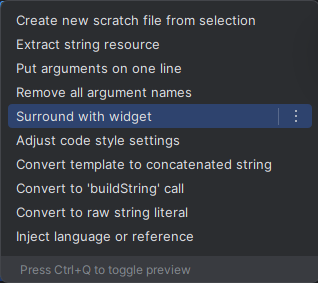 Create new scratch file from selection
Extract string resource
Put arguments on one line
Remove all argument names
Surround with widget
Adjust code style settings
Convert template to concatenated string
Convert to 'buildString' call
Convert to raw string literal
Inject language or reference
Press Ctrl+Q to toggle preview